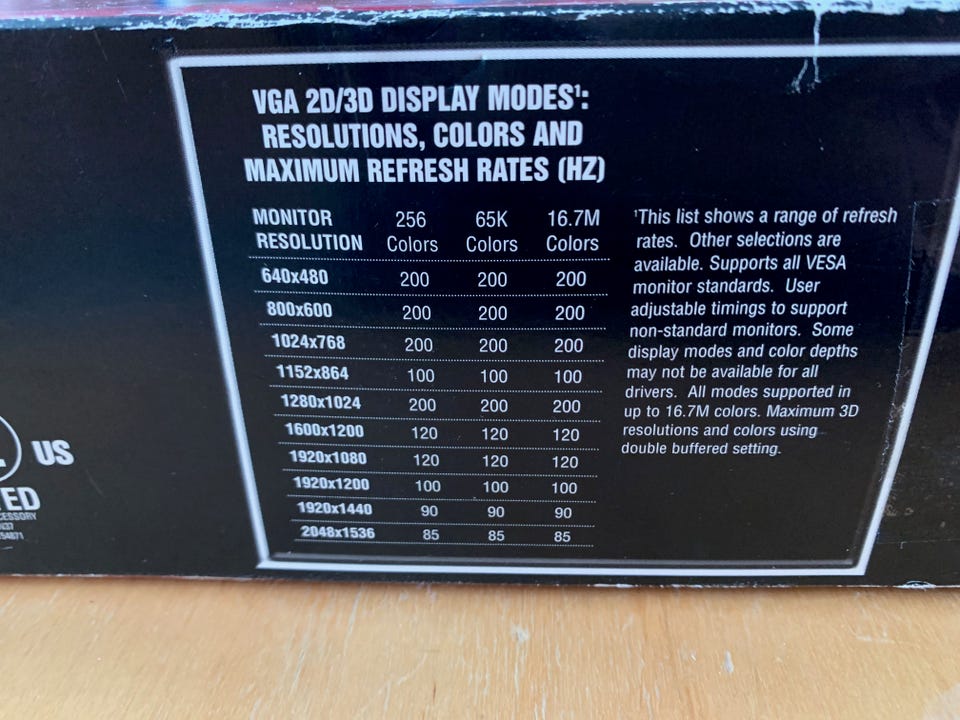 VGA 2D/3D DISPLAY MODES¹:
RESOLUTIONS, COLORS AND
MAXIMUM REFRESH RATES (HZ)
MONITOR RESOLUTION 256 Colors 65K Colors 16.7M Colors
640x480 200 200 200
800x600 200 200 200
1024x768 200 200 200
1152x864 100 100 100
1280x1024 200 200 200
1600x1200 120 120 120
1920x1080 120 120 120
1920x1200 100 100 100
1920x1440 90 90 90
2048x1536 85 85 85
¹This list shows a range of refresh
rates. Other selections are
available. Supports all VESA
monitor standards. User
adjustable timings to support
non-standard monitors. Some
display modes and color depths
may not be available for all
drivers. All modes supported in
up to 16.7M colors. Maximum 3D
resolutions and colors using
double buffered setting.
US